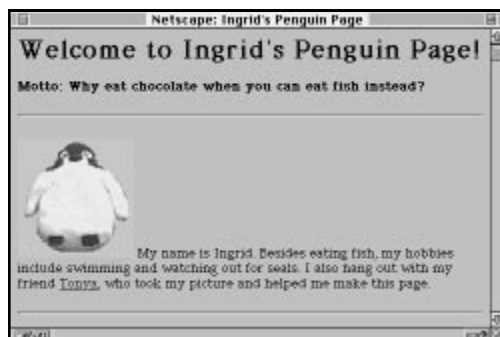 Netscape: Ingrid's Penguin Page
Welcome to Ingrid's Penguin Page!
Motto: Why eat chocolate when you can eat fish instead?
My name is Ingrid. Besides eating fish, my hobbies
include swimming and watching out for seals. I also hang out with my
friend Tonya, who took my picture and helped me make this page.